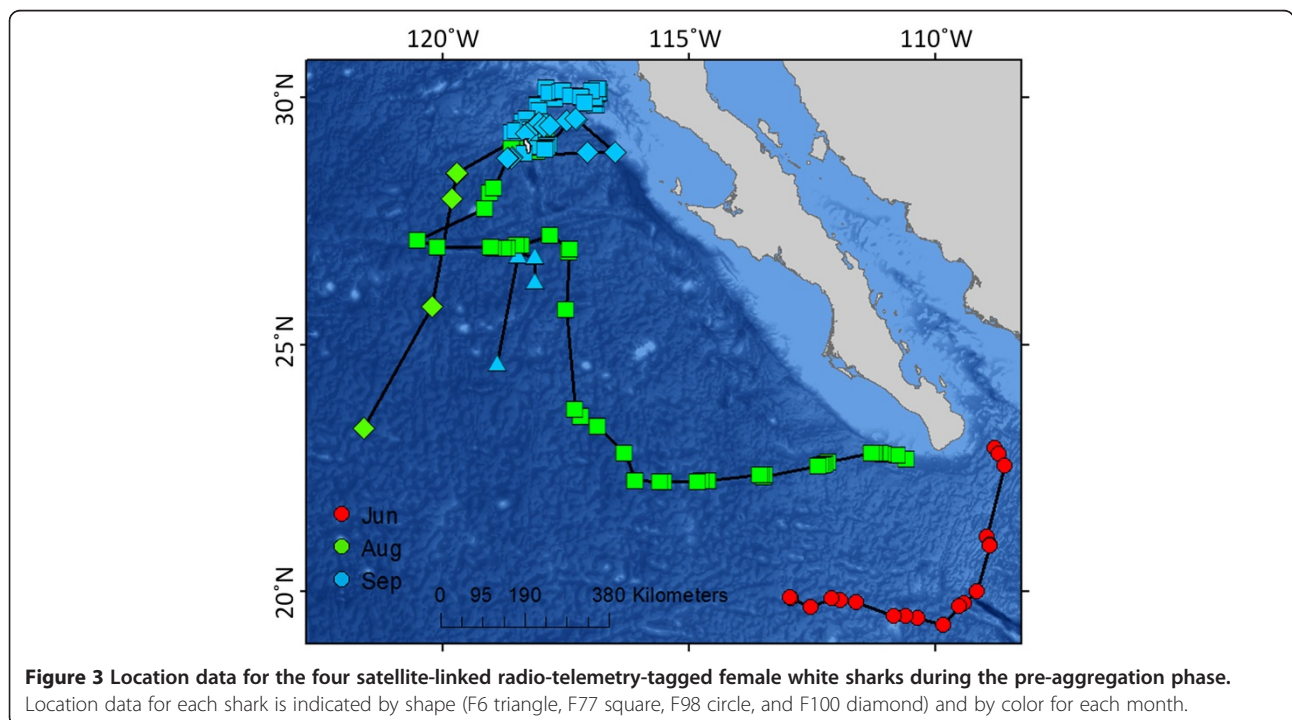 120°W 115°W 110°W
30°N
25°N
20°N
Jun
Aug
Sep
0 95 190 380 Kilometers
Figure 3 Location data for the four satellite-linked radio-telemetry-tagged female white sharks during the pre-aggregation phase.
Location data for each shark is indicated by shape (F6 triangle, F77 square, F98 circle, and F100 diamond) and by color for each month.